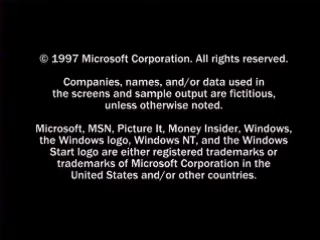 © 1997 Microsoft Corporation. All rights reserved.
Companies, names, and/or data used in
the screens and sample output are fictitious,
unless otherwise noted.
Microsoft, MSN, Picture It, Money Insider, Windows,
the Windows logo, Windows NT, and the Windows
Start logo are either registered trademarks or
trademarks of Microsoft Corporation in the
United States and/or other countries.